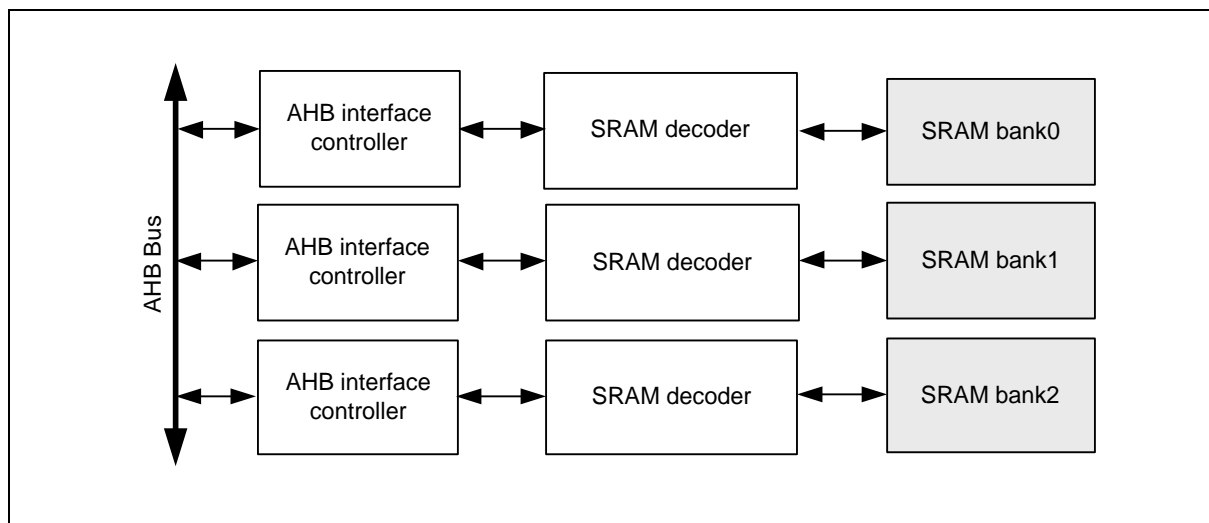 AHB Bus
AHB interface
controller
SRAM decoder
SRAM bank0
AHB interface
controller
SRAM decoder
SRAM bank1
AHB interface
controller
SRAM decoder
SRAM bank2